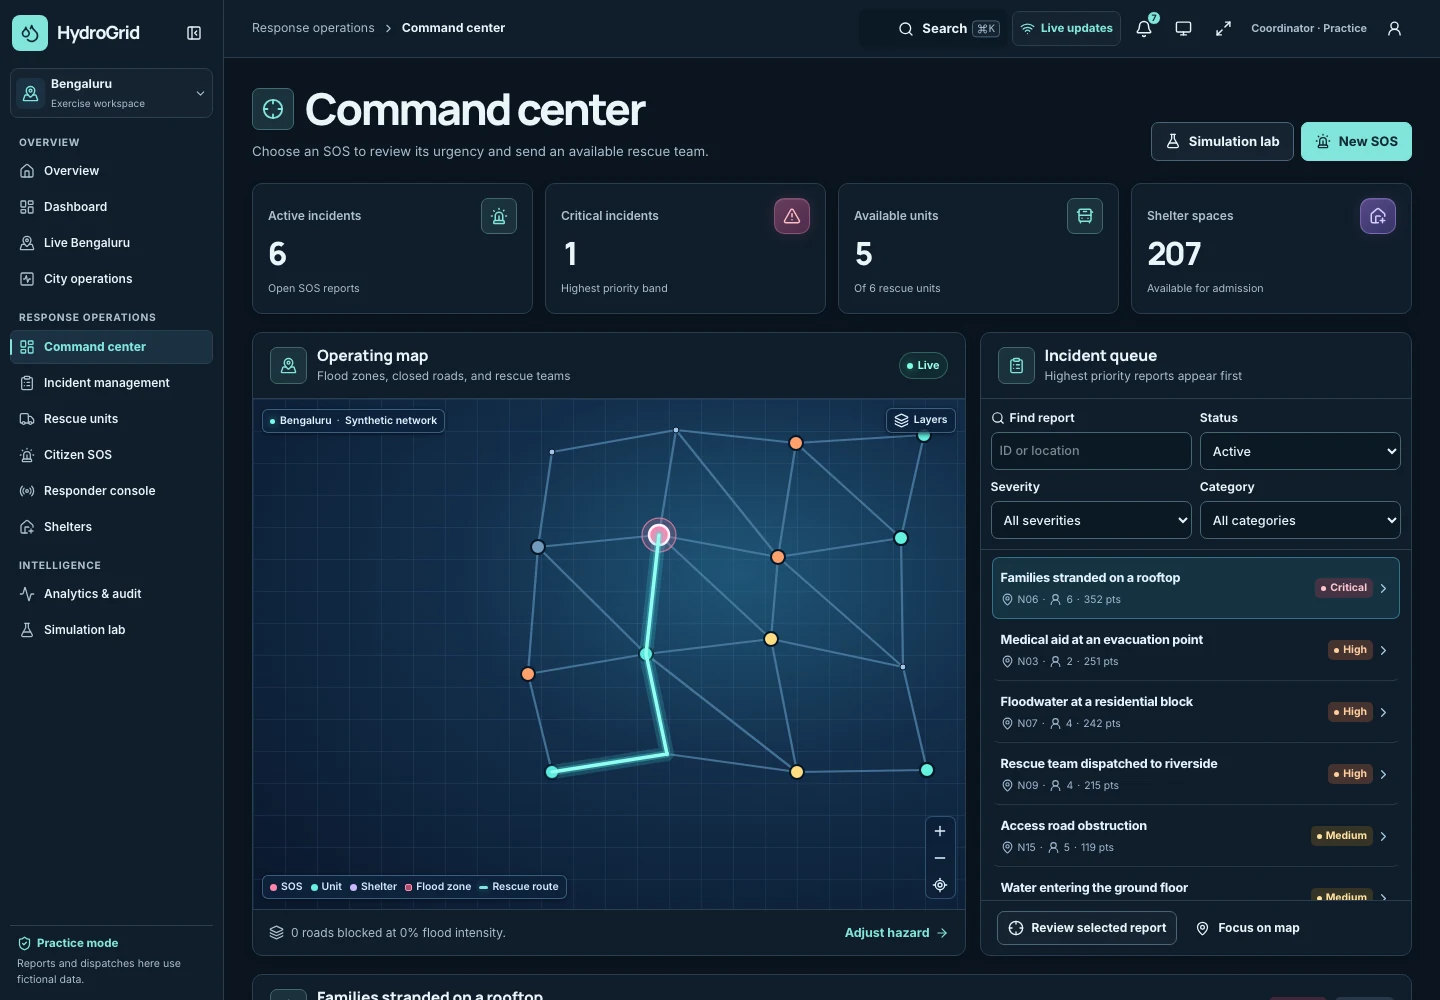 HydroGrid
Bengaluru
Exercise workspace
OVERVIEW
Overview
Dashboard
Live Bengaluru
City operations
RESPONSE OPERATIONS
Command center
Incident management
Rescue units
Citizen SOS
Responder console
Shelters
INTELLIGENCE
Analytics & audit
Simulation lab
Practice mode
Reports and dispatches here use
fictional data.
Response operations > Command center
Search ⌘K
Live updates
7
Coordinator · Practice
Command center
Choose an SOS to review its urgency and send an available rescue team.
Simulation lab
New SOS
Active incidents
6
Open SOS reports
Critical incidents
1
Highest priority band
Available units
5
Of 6 rescue units
Shelter spaces
207
Available for admission
Operating map
Flood zones, closed roads, and rescue teams
Live
Bengaluru · Synthetic network
Layers
SOS Unit Shelter Flood zone Rescue route
0 roads blocked at 0% flood intensity.
Adjust hazard →
Incident queue
Highest priority reports appear first
Find report
ID or location
Status
Active
Severity
All severities
Category
All categories
Families stranded on a rooftop
N06 · 6 · 352 pts
Critical
Medical aid at an evacuation point
N03 · 2 · 251 pts
High
Floodwater at a residential block
N07 · 4 · 242 pts
High
Rescue team dispatched to riverside
N09 · 4 · 215 pts
High
Access road obstruction
N15 · 5 · 119 pts
Medium
Water entering the ground floor
Medium
Review selected report
Focus on map
Families stranded on a rooftop